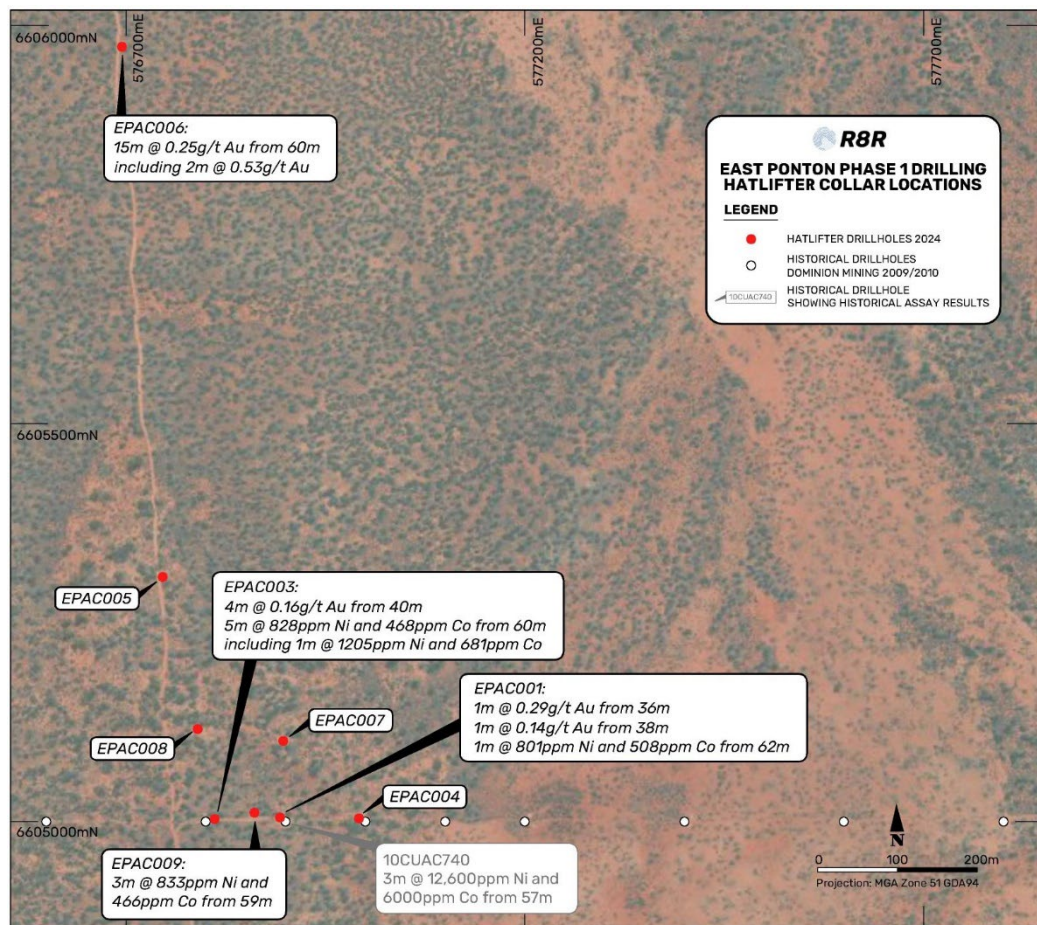 6606000mN
576700mE
577200mE
577700mE
EPAC006:
15m @ 0.25g/t Au from 60m
including 2m @ 0.53g/t Au
R8R
EAST PONTON PHASE 1 DRILLING
HATLIFTER COLLAR LOCATIONS
LEGEND
HATLIFTER DRILLHOLES 2024
HISTORICAL DRILLHOLES
DOMINION MINING 2009/2010
10CUAC740
HISTORICAL DRILLHOLE
SHOWING HISTORICAL ASSAY RESULTS
6605500mN
EPAC005
EPAC003:
4m @ 0.16g/t Au from 40m
5m @ 828ppm Ni and 468ppm Co from 60m
including 1m @ 1205ppm Ni and 681ppm Co
EPAC001:
1m @ 0.29g/t Au from 36m
1m @ 0.14g/t Au from 38m
1m @ 801ppm Ni and 508ppm Co from 62m
EPAC007
EPAC008
EPAC004
6605000mN
EPAC009:
3m @ 833ppm Ni and
466ppm Co from 59m
10CUAC740
3m @ 12,600ppm Ni and
6000ppm Co from 57m
N
0 100 200m
Projection: MGA Zone 51 GDA94